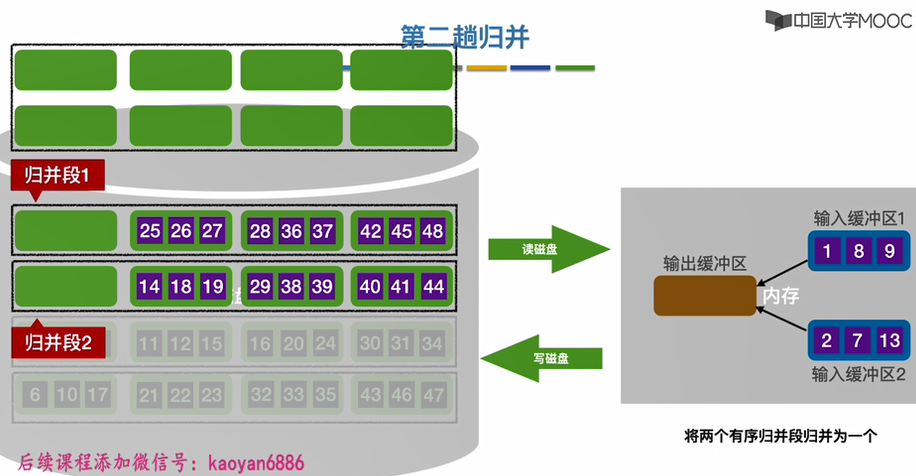 中国大学MOOC
第二趟归并
归并段1
25 26 27 28 36 37 42 45 48
14 18 19 29 38 39 40 41 44
归并段2
11 12 15 16 20 24 30 31 34
6 10 17 21 22 23 32 33 35 43 46 47
读磁盘
写磁盘
输入缓冲区1
1 8 9
输出缓冲区
内存
2 7 13
输入缓冲区2
将两个有序归并段归并为一个
后续课程添加微信号：kaoyan6886